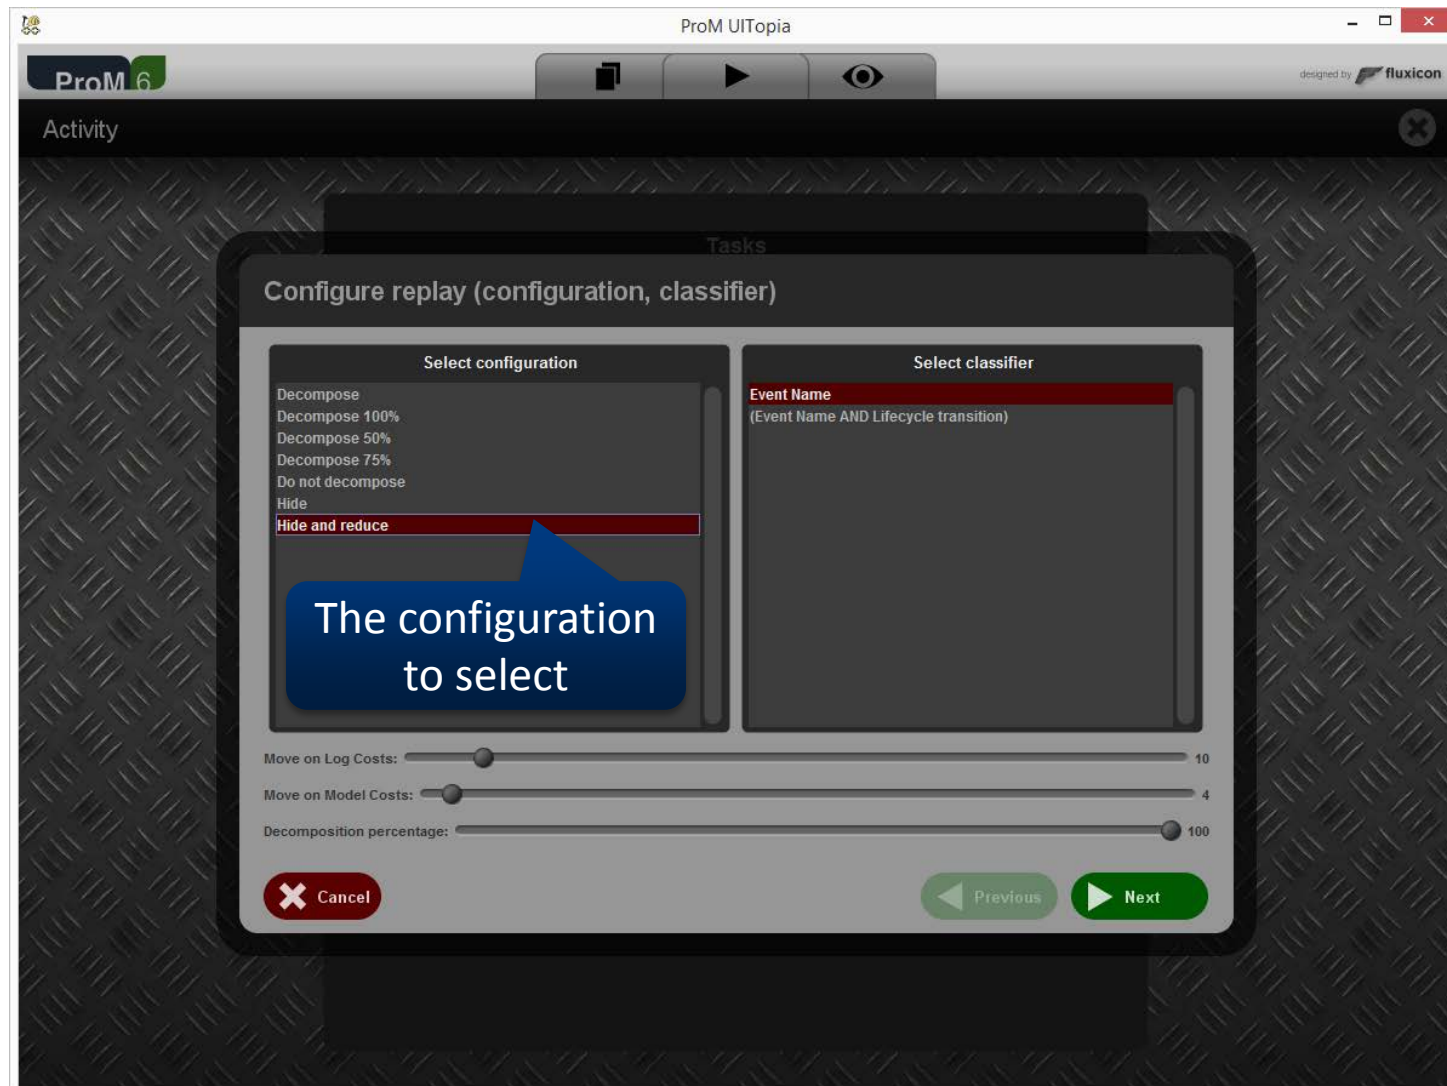 ProM UITopia
ProM 6
designed by fluxicon
Activity
Tasks
Configure replay (configuration, classifier)
Select configuration
Decompose
Decompose 100%
Decompose 50%
Decompose 75%
Do not decompose
Hide
Hide and reduce
Select classifier
Event Name
(Event Name AND Lifecycle transition)
The configuration
to select
Move on Log Costs: 10
Move on Model Costs: 4
Decomposition percentage: 100
Cancel
Previous
Next